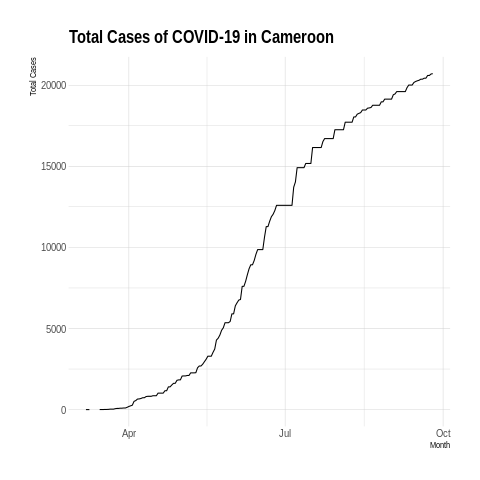 Total Cases of COVID-19 in Cameroon
Total Cases
20000
15000
10000
5000
0
Apr
Jul
Oct
Month